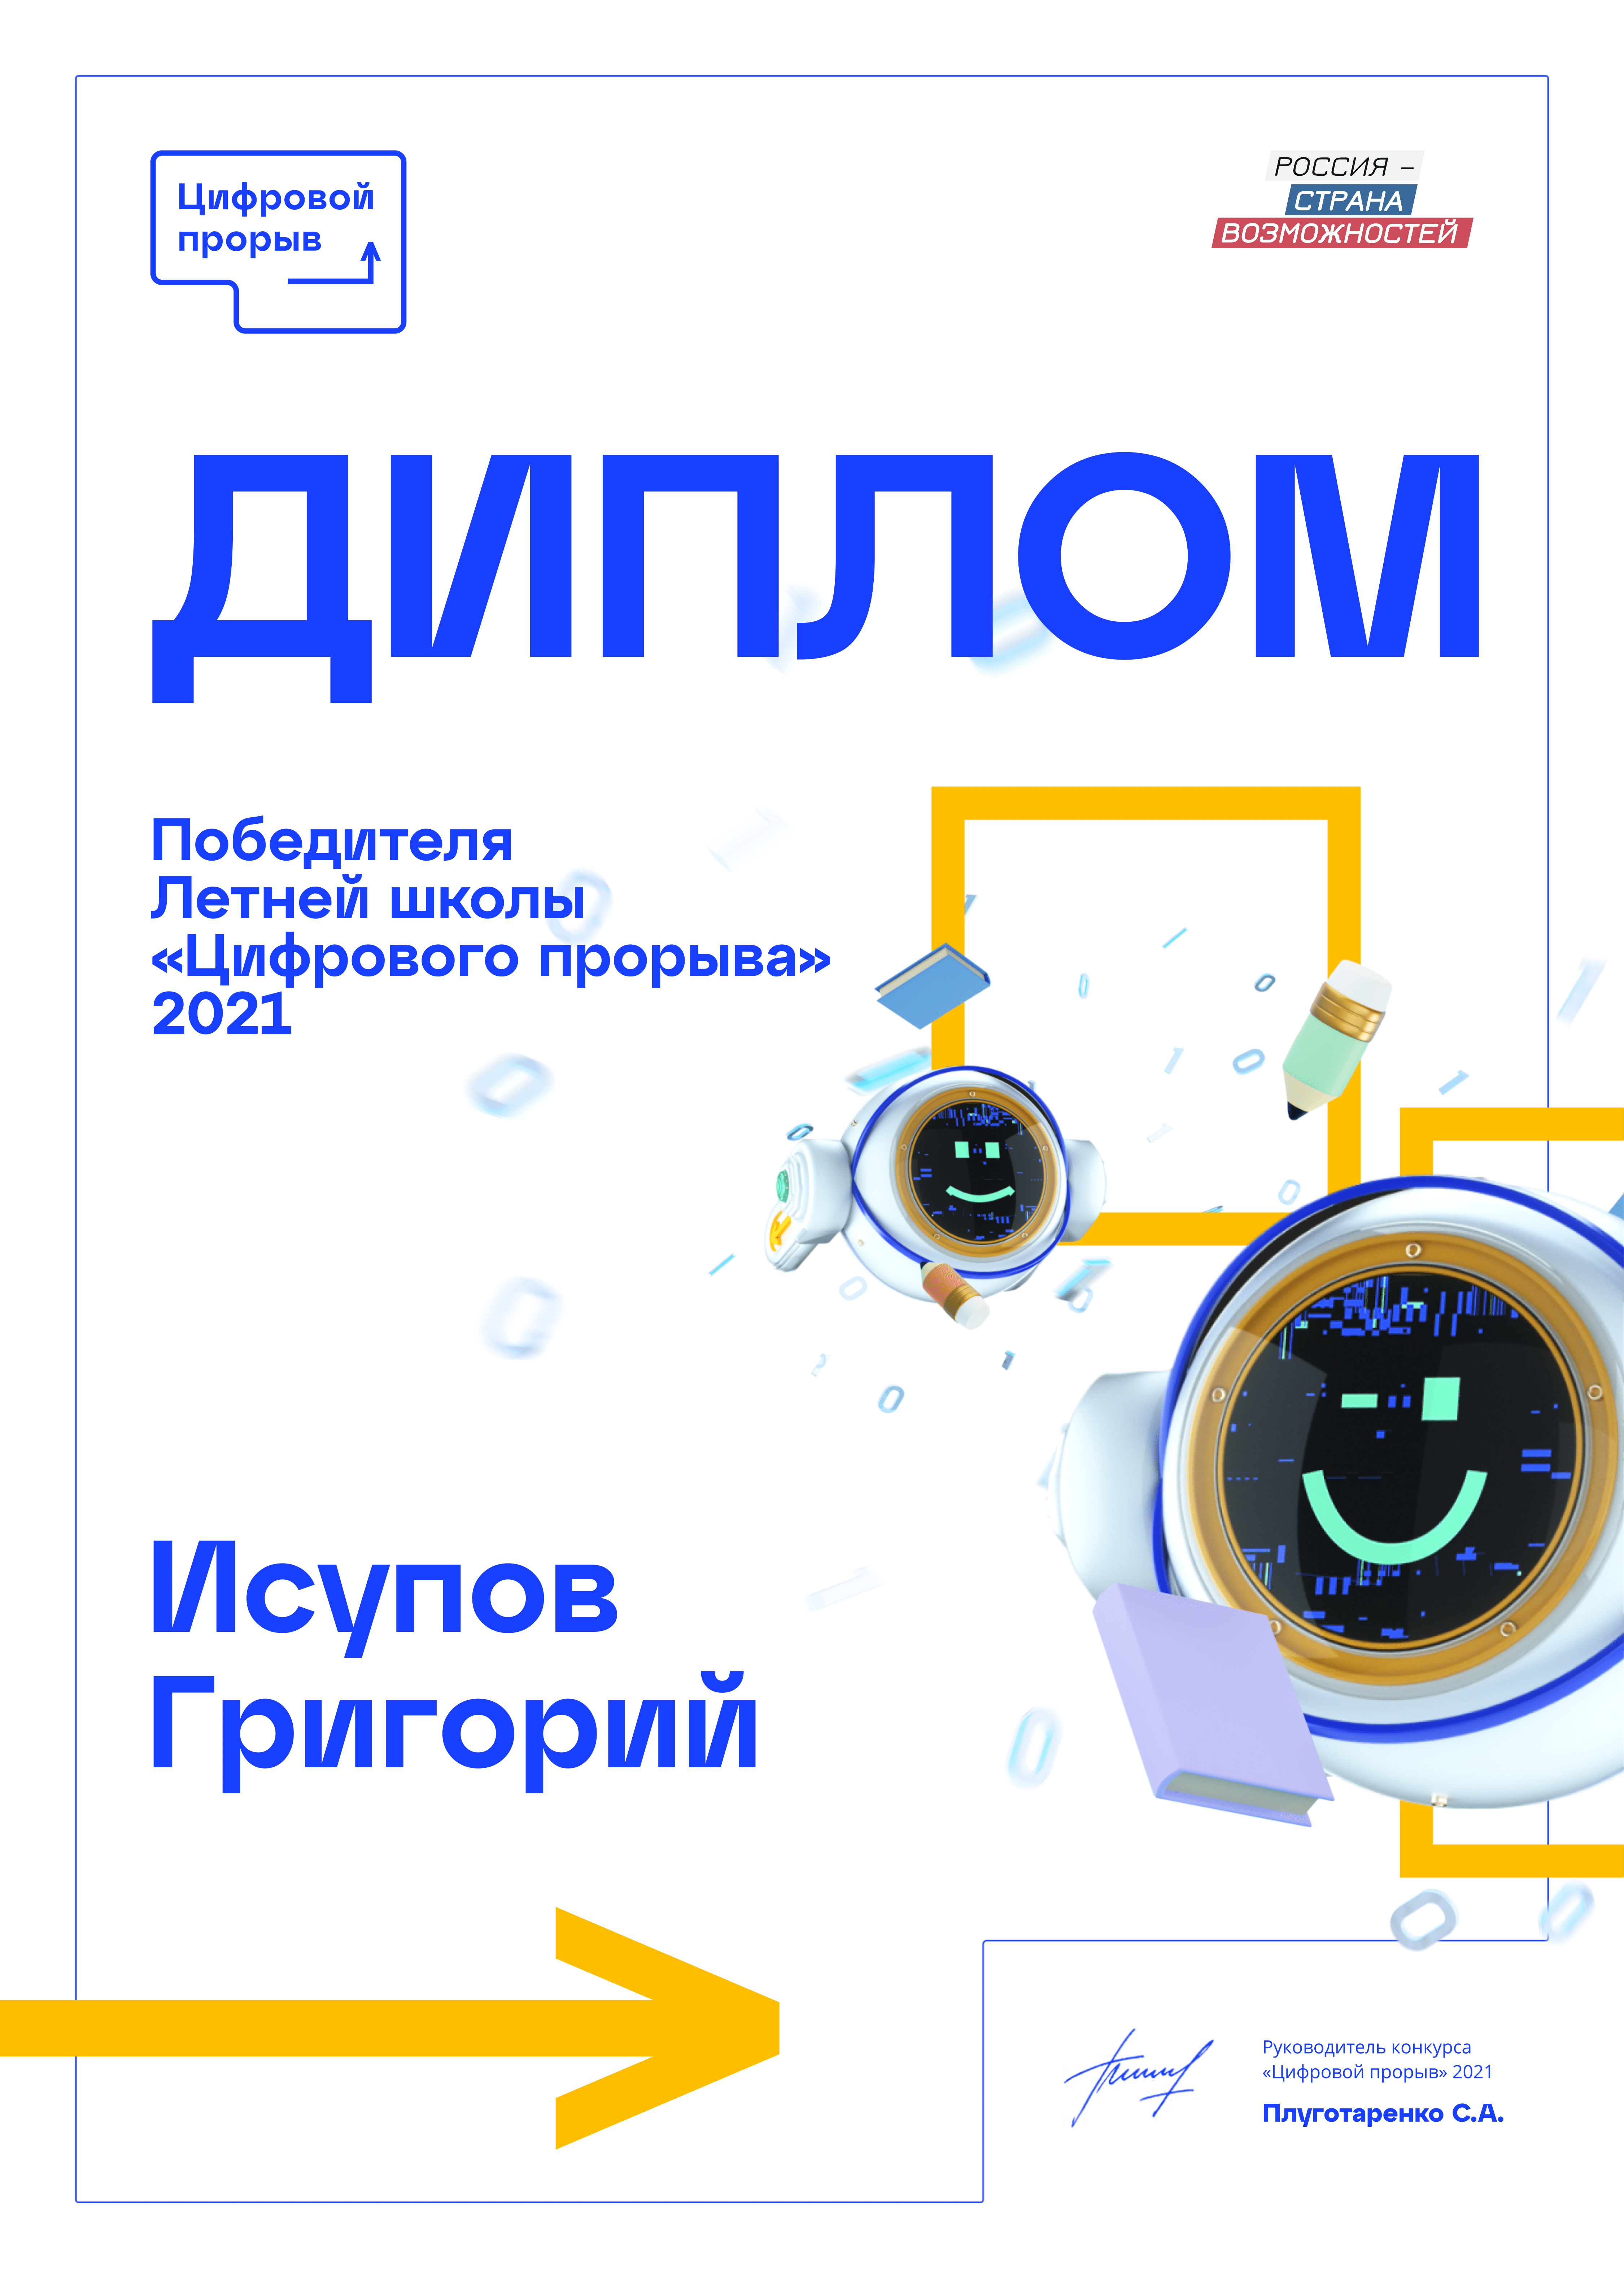 Цифровой
прорыв
РОССИЯ –
СТРАНА
ВОЗМОЖНОСТЕЙ
ДИПЛОМ
Победителя
Летней школы
«Цифрового прорыва»
2021
Исупов
Григорий
Руководитель конкурса
«Цифровой прорыв» 2021
Плуготаренко С.А.